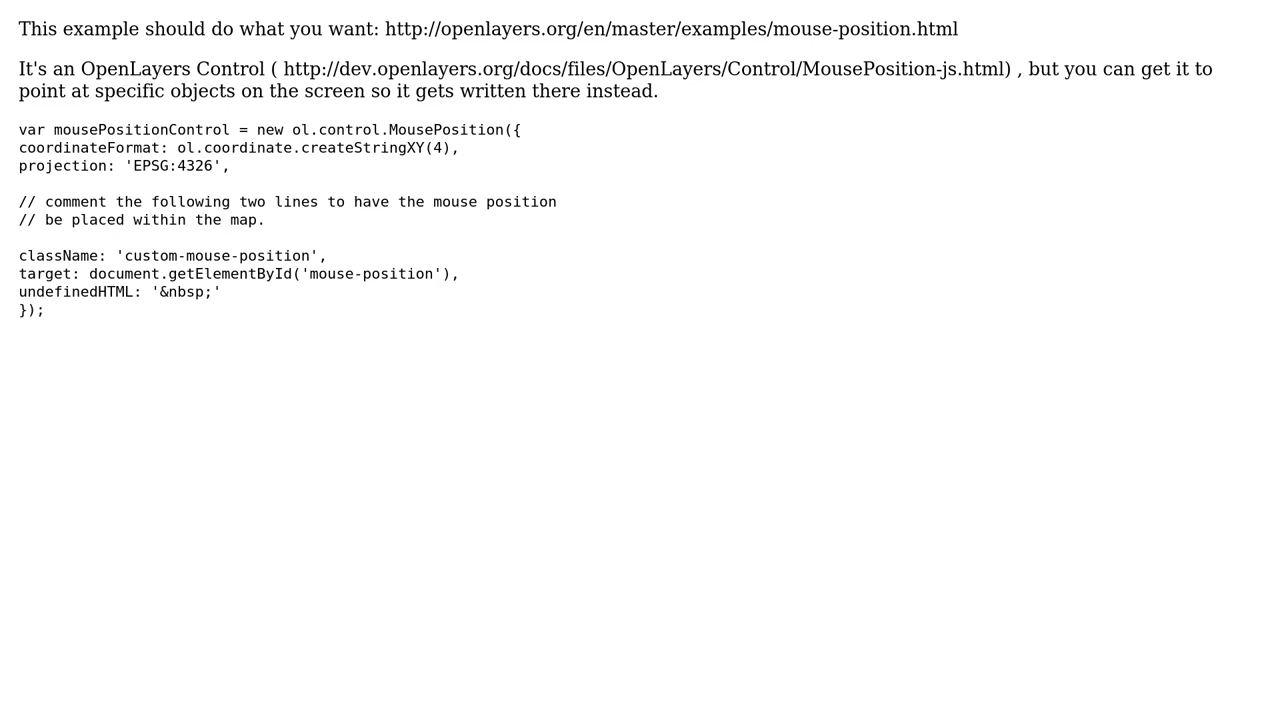 This example should do what you want: http://openlayers.org/en/master/examples/mouse-position.html
It's an OpenLayers Control ( http://dev.openlayers.org/docs/files/OpenLayers/Control/MousePosition-js.html) , but you can get it to
point at specific objects on the screen so it gets written there instead.
var mousePositionControl = new ol.control.MousePosition({
coordinateFormat: ol.coordinate.createStringXY(4),
projection: 'EPSG:4326',
// comment the following two lines to have the mouse position
// be placed within the map.
className: 'custom-mouse-position',
target: document.getElementById('mouse-position'),
undefinedHTML: '&nbsp;'
});